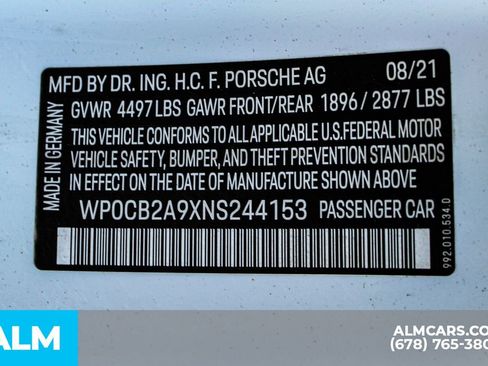 MFD BY DR. ING. H.C. F. PORSCHE AG 08/21
GVWR 4497 LBS GAWR FRONT/REAR 1896 / 2877 LBS
THIS VEHICLE CONFORMS TO ALL APPLICABLE U.S.FEDERAL MOTOR
VEHICLE SAFETY, BUMPER, AND THEFT PREVENTION STANDARDS
IN EFFECT ON THE DATE OF MANUFACTURE SHOWN ABOVE
WP0CB2A9XNS244153 PASSENGER CAR
MADE IN GERMANY
992.010.534.0
ALM
ALMCARS.CO
(678) 765-380